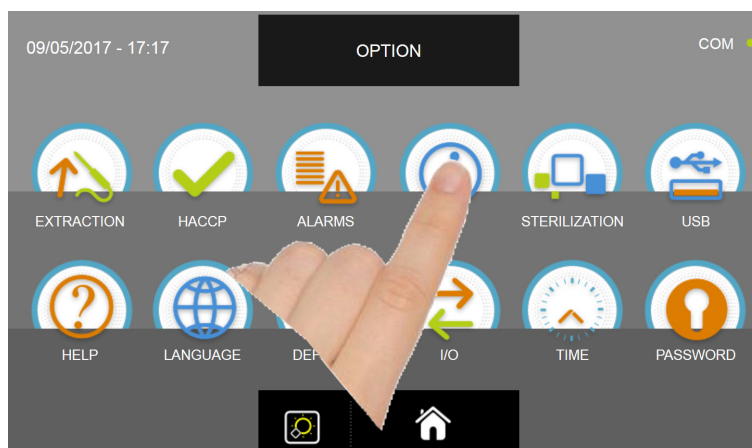 09/05/2017 - 17:17
OPTION
COM
EXTRACTION
HACCP
ALARMS
STERILIZATION
USB
HELP
LANGUAGE
I/O
TIME
PASSWORD